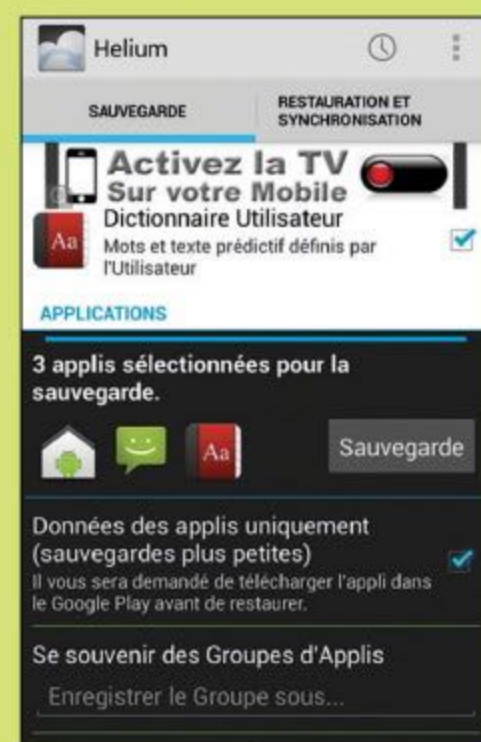 Helium
SAUVEGARDE
RESTAURATION ET
SYNCHRONISATION
Activez la TV
Sur votre Mobile
Aa
Dictionnaire Utilisateur
Mots et texte prédictif définis par
l'Utilisateur
APPLICATIONS
3 applis sélectionnées pour la
sauvegarde.
Aa
Sauvegarde
Données des applis uniquement
(sauvegardes plus petites)
Il vous sera demandé de télécharger l'appli dans
le Google Play avant de restaurer.
Se souvenir des Groupes d'Applis
Enregistrer le Groupe sous...